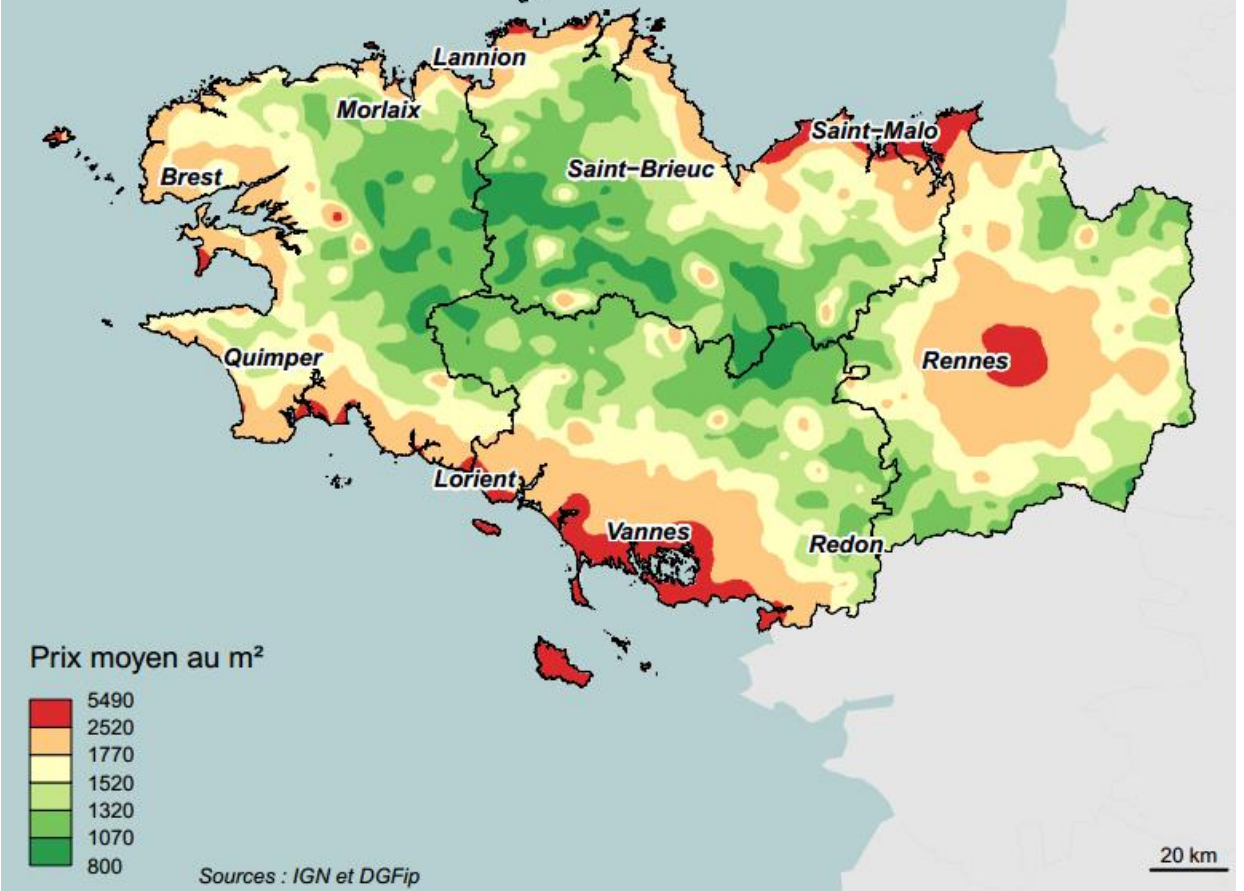 Lannion
Morlaix
Saint-Malo
Saint-Brieuc
Brest
Quimper
Rennes
Lorient
Vannes
Redon
Prix moyen au m²
5490
2520
1770
1520
1320
1070
800
Sources : IGN et DGFip
20 km